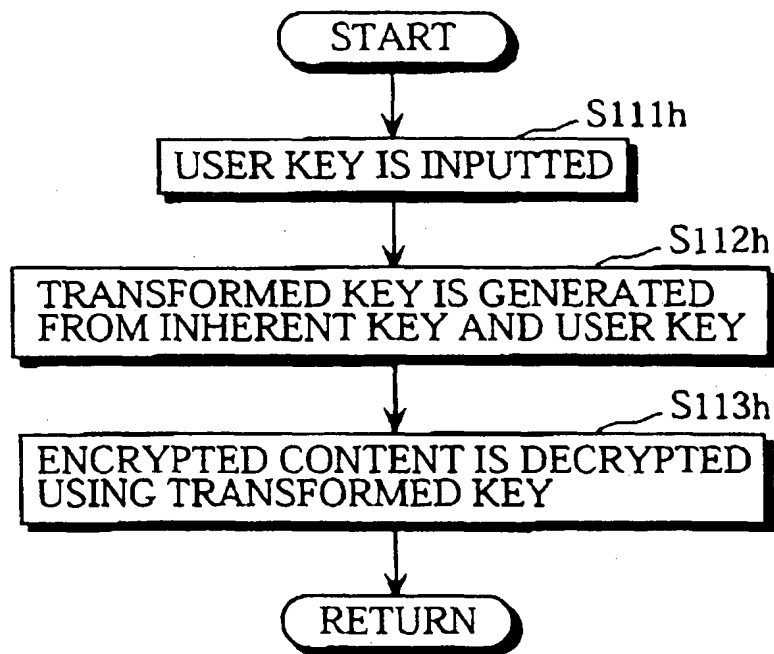 START
S111h
USER KEY IS INPUTTED
S112h
TRANSFORMED KEY IS GENERATED
FROM INHERENT KEY AND USER KEY
S113h
ENCRYPTED CONTENT IS DECRYPTED
USING TRANSFORMED KEY
RETURN